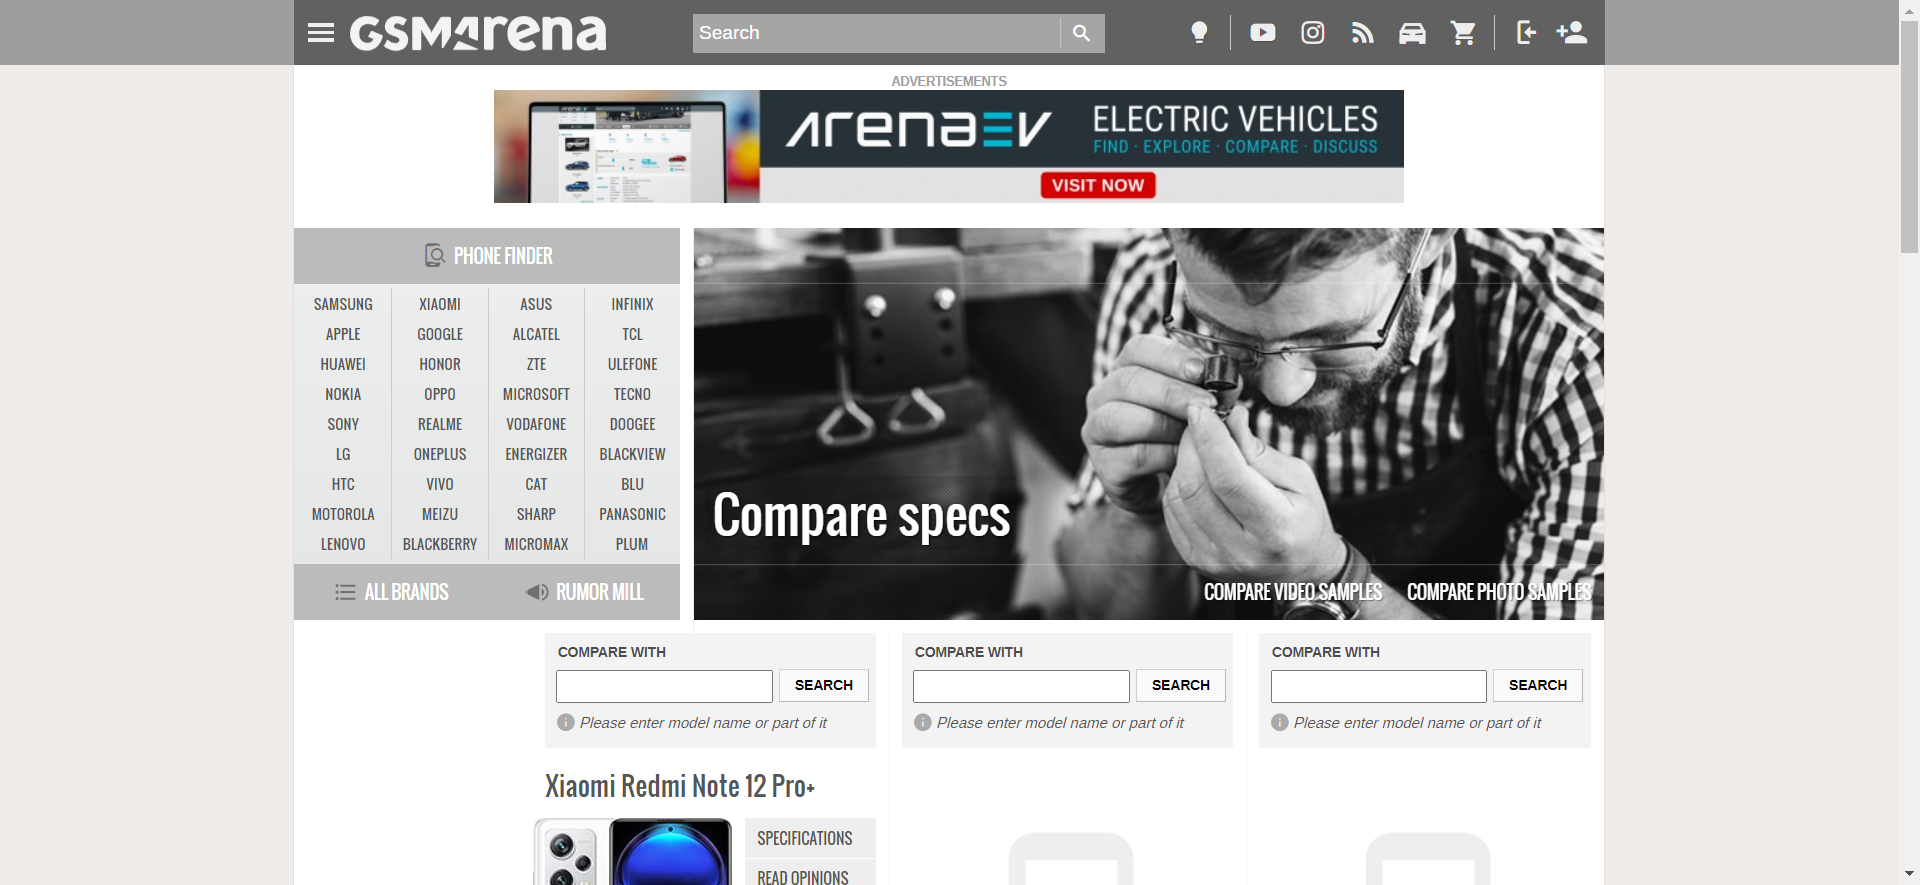 GSMArena
Search
ADVERTISEMENTS
arenaEV
ELECTRIC VEHICLES
FIND · EXPLORE · COMPARE · DISCUSS
VISIT NOW
PHONE FINDER
SAMSUNG XIAOMI ASUS INFINIX
APPLE GOOGLE ALCATEL TCL
HUAWEI HONOR ZTE ULEFONE
NOKIA OPPO MICROSOFT TECNO
SONY REALME VODAFONE DOOGEE
LG ONEPLUS ENERGIZER BLACKVIEW
HTC VIVO CAT BLU
MOTOROLA MEIZU SHARP PANASONIC
LENOVO BLACKBERRY MICROMAX PLUM
ALL BRANDS RUMOR MILL
Compare specs
COMPARE VIDEO SAMPLES COMPARE PHOTO SAMPLES
COMPARE WITH
SEARCH
Please enter model name or part of it
COMPARE WITH
SEARCH
Please enter model name or part of it
COMPARE WITH
SEARCH
Please enter model name or part of it
Xiaomi Redmi Note 12 Pro+
SPECIFICATIONS
READ OPINIONS